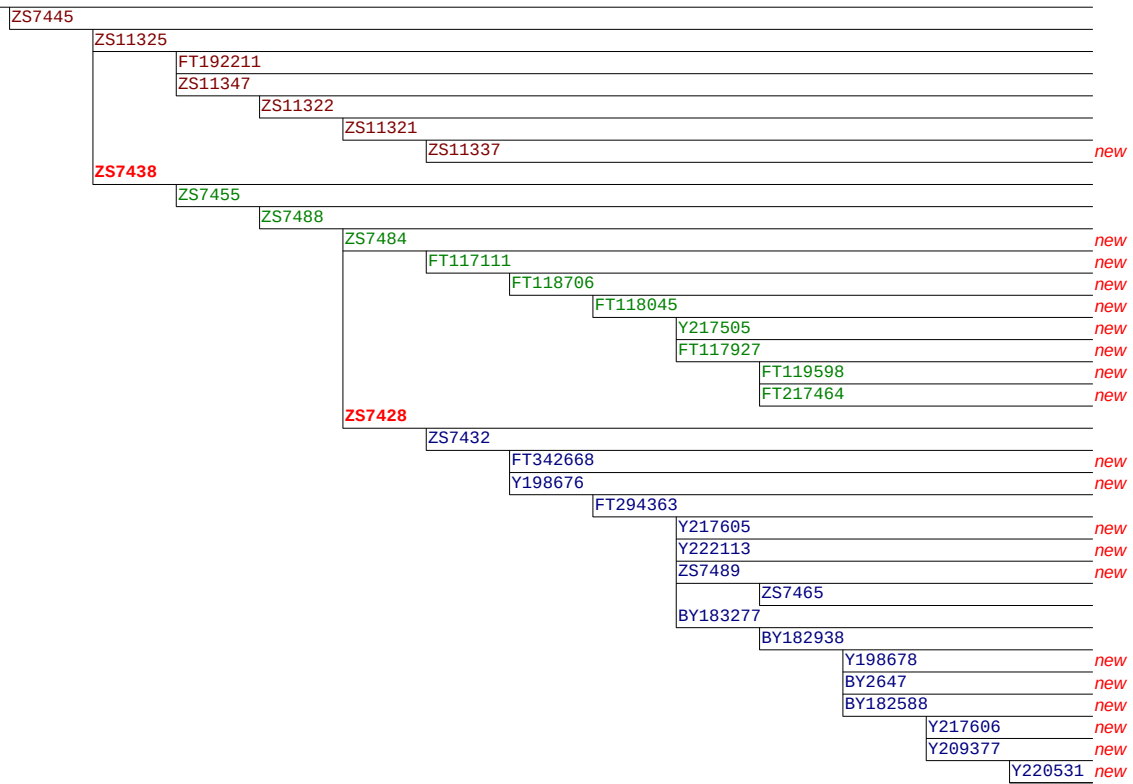 ZS7445
ZS11325
FT192211
ZS11347
ZS11322
ZS11321
ZS11337 new
ZS7438
ZS7455
ZS7488
ZS7484 new
FT117111 new
FT118706 new
FT118045 new
Y217505 new
FT117927 new
FT119598 new
FT217464 new
ZS7428
ZS7432
FT342668 new
Y198676 new
FT294363
Y217605 new
Y222113 new
ZS7489 new
ZS7465
BY183277
BY182938
Y198678 new
BY2647 new
BY182588 new
Y217606 new
Y209377 new
Y220531 new